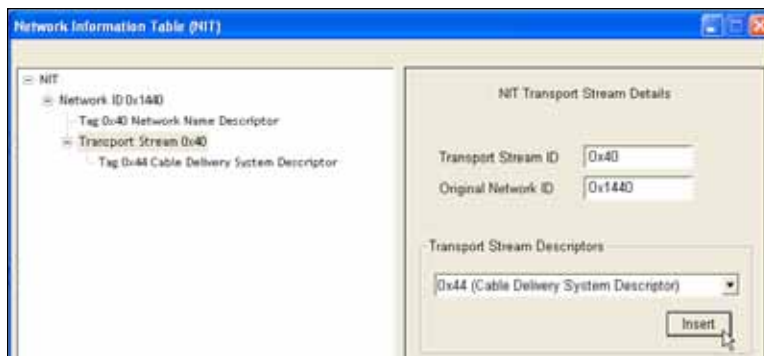 Network Information Table (NIT)
NIT
Network ID 0x1440
Tag 0x40 Network Name Descriptor
Transport Stream 0x40
Tag 0x44 Cable Delivery System Descriptor
NIT Transport Stream Details
Transport Stream ID 0x40
Original Network ID 0x1440
Transport Stream Descriptors
0x44 (Cable Delivery System Descriptor)
Insert